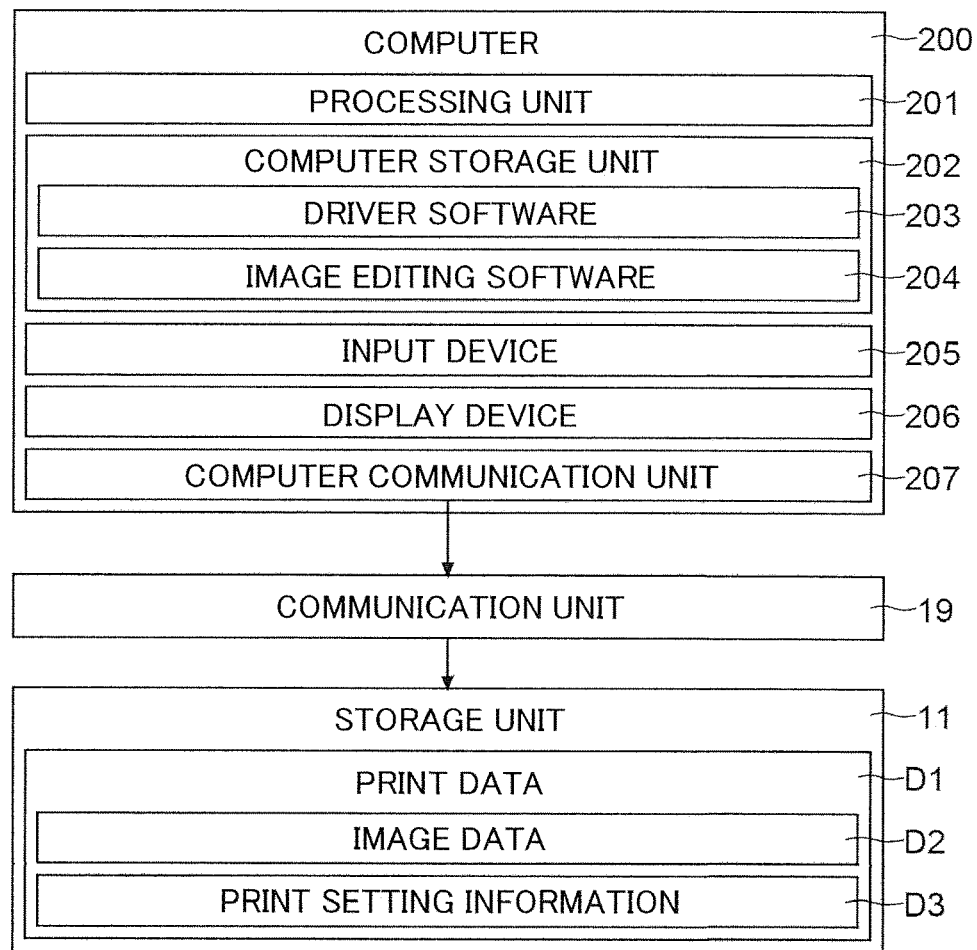 COMPUTER 200
PROCESSING UNIT 201
COMPUTER STORAGE UNIT 202
DRIVER SOFTWARE 203
IMAGE EDITING SOFTWARE 204
INPUT DEVICE 205
DISPLAY DEVICE 206
COMPUTER COMMUNICATION UNIT 207
COMMUNICATION UNIT 19
STORAGE UNIT 11
PRINT DATA D1
IMAGE DATA D2
PRINT SETTING INFORMATION D3